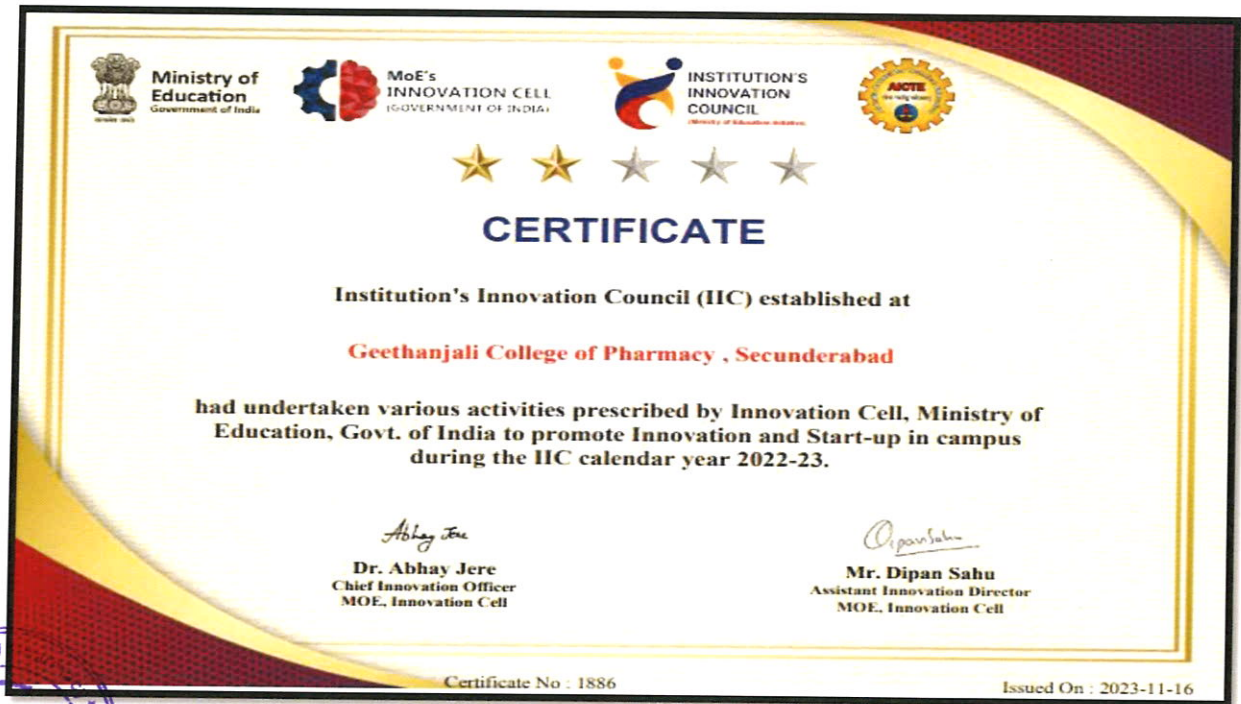 Ministry of
Education
Government of India
MoE's
INNOVATION CELL
(GOVERNMENT OF INDIA)
INSTITUTION'S
INNOVATION
COUNCIL
(Ministry of Education Initiative)
AICTE
CERTIFICATE
Institution's Innovation Council (IIC) established at
Geethanjali College of Pharmacy , Secunderabad
had undertaken various activities prescribed by Innovation Cell, Ministry of
Education, Govt. of India to promote Innovation and Start-up in campus
during the IIC calendar year 2022-23.
Abhay Jere
Dipan Sahu
Dr. Abhay Jere
Chief Innovation Officer
MOE, Innovation Cell
Mr. Dipan Sahu
Assistant Innovation Director
MOE, Innovation Cell
Certificate No : 1886
Issued On : 2023-11-16